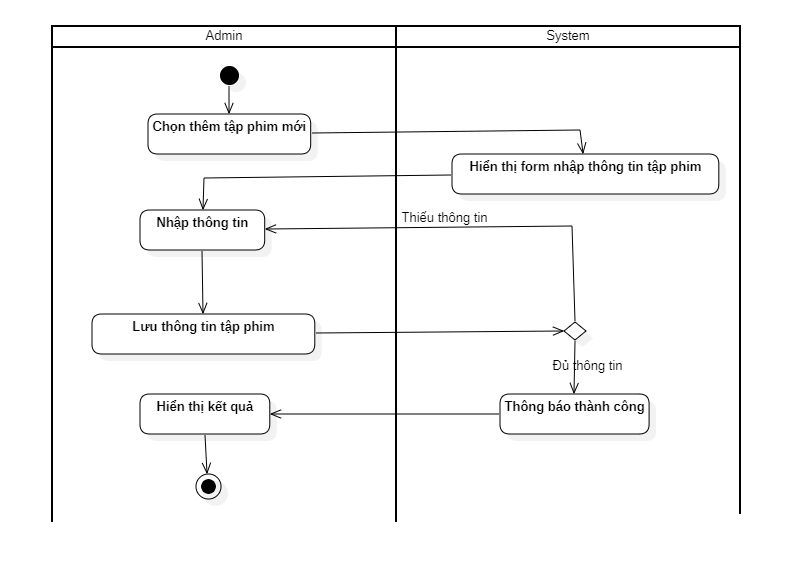 Admin
System
Chọn thêm tập phim mới
Hiển thị form nhập thông tin tập phim
Nhập thông tin
Thiếu thông tin
Lưu thông tin tập phim
Đủ thông tin
Hiển thị kết quả
Thông báo thành công